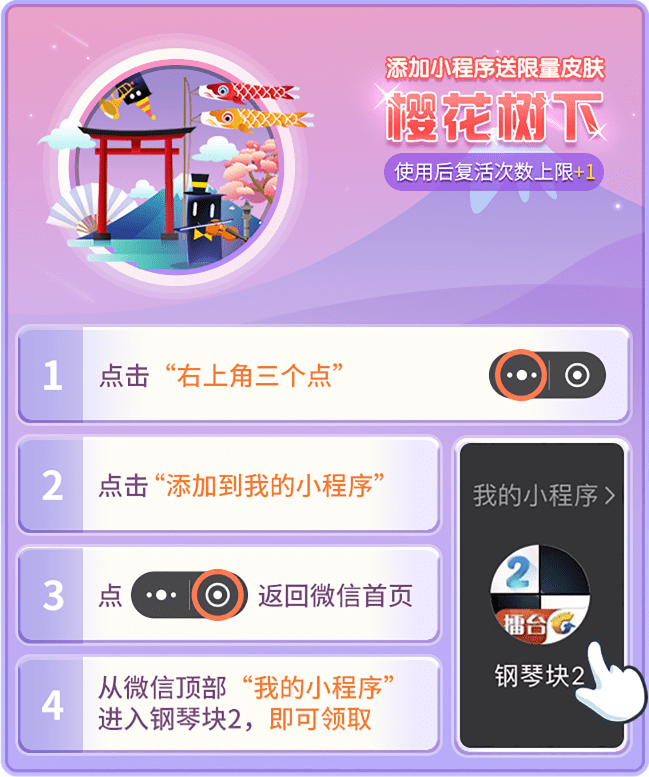 添加小程序送限量皮肤
樱花树下
使用后复活次数上限+1
1
点击“右上角三个点”
2
点击“添加到我的小程序”
我的小程序
2
擂台
钢琴块2
3
点 返回微信首页
4
从微信顶部“我的小程序”
进入钢琴块2，即可领取